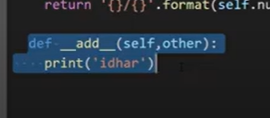 return '{}/{}'.format(self.nu
def __add__(self,other):
print('idhar')